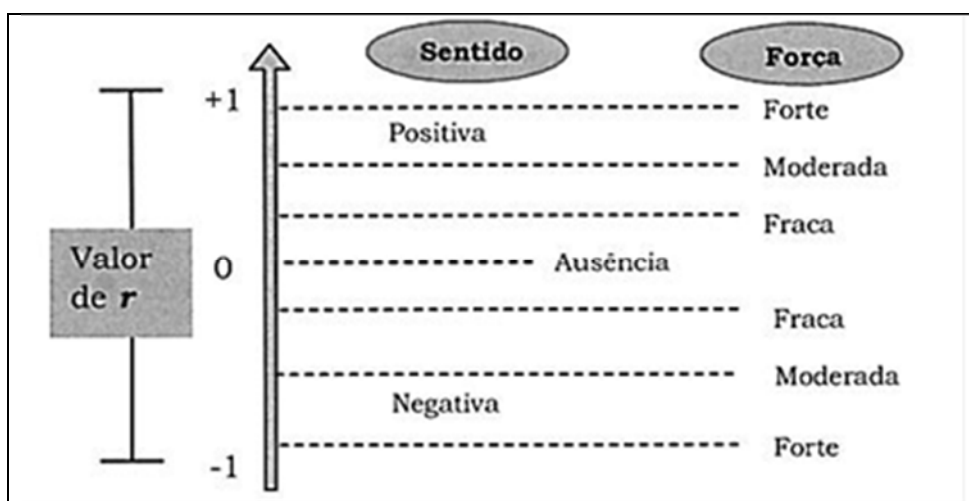 Sentido
Força
+1
Forte
Positiva
Moderada
Fraca
Valor
de r
0
Ausência
Fraca
Moderada
Negativa
Forte
-1